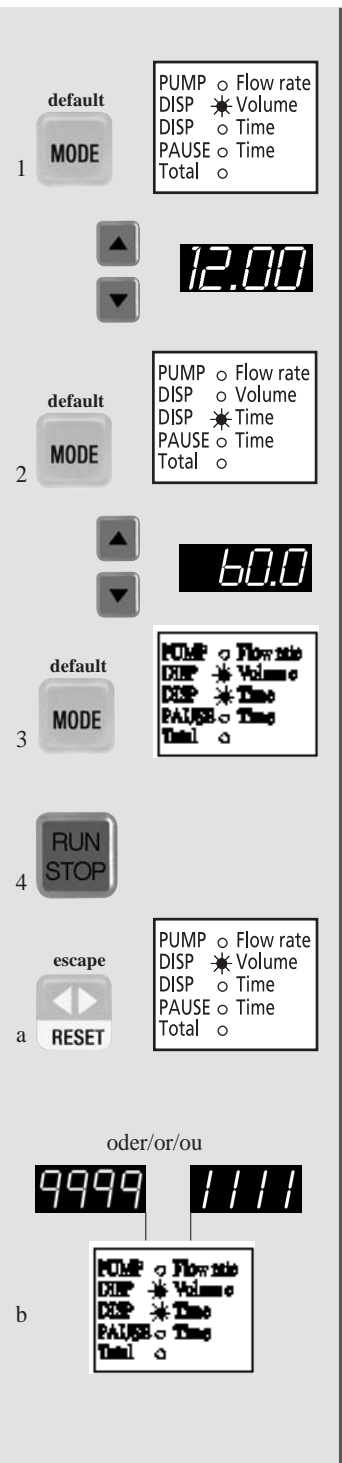 PUMP Flow rate
default DISP Volume
DISP Time
1 MODE PAUSE Time
Total
12.00
PUMP Flow rate
default DISP Volume
DISP Time
2 MODE PAUSE Time
Total
60.0
PUMP Flow rate
default DISP Volume
DISP Time
3 MODE PAUSE Time
Total
4 RUN
STOP
PUMP Flow rate
escape DISP Volume
DISP Time
PAUSE Time
a RESET Total
oder/or/ou
9999 1111
PUMP Flow rate
DISP Volume
b DISP Time
PAUSE Time
Total